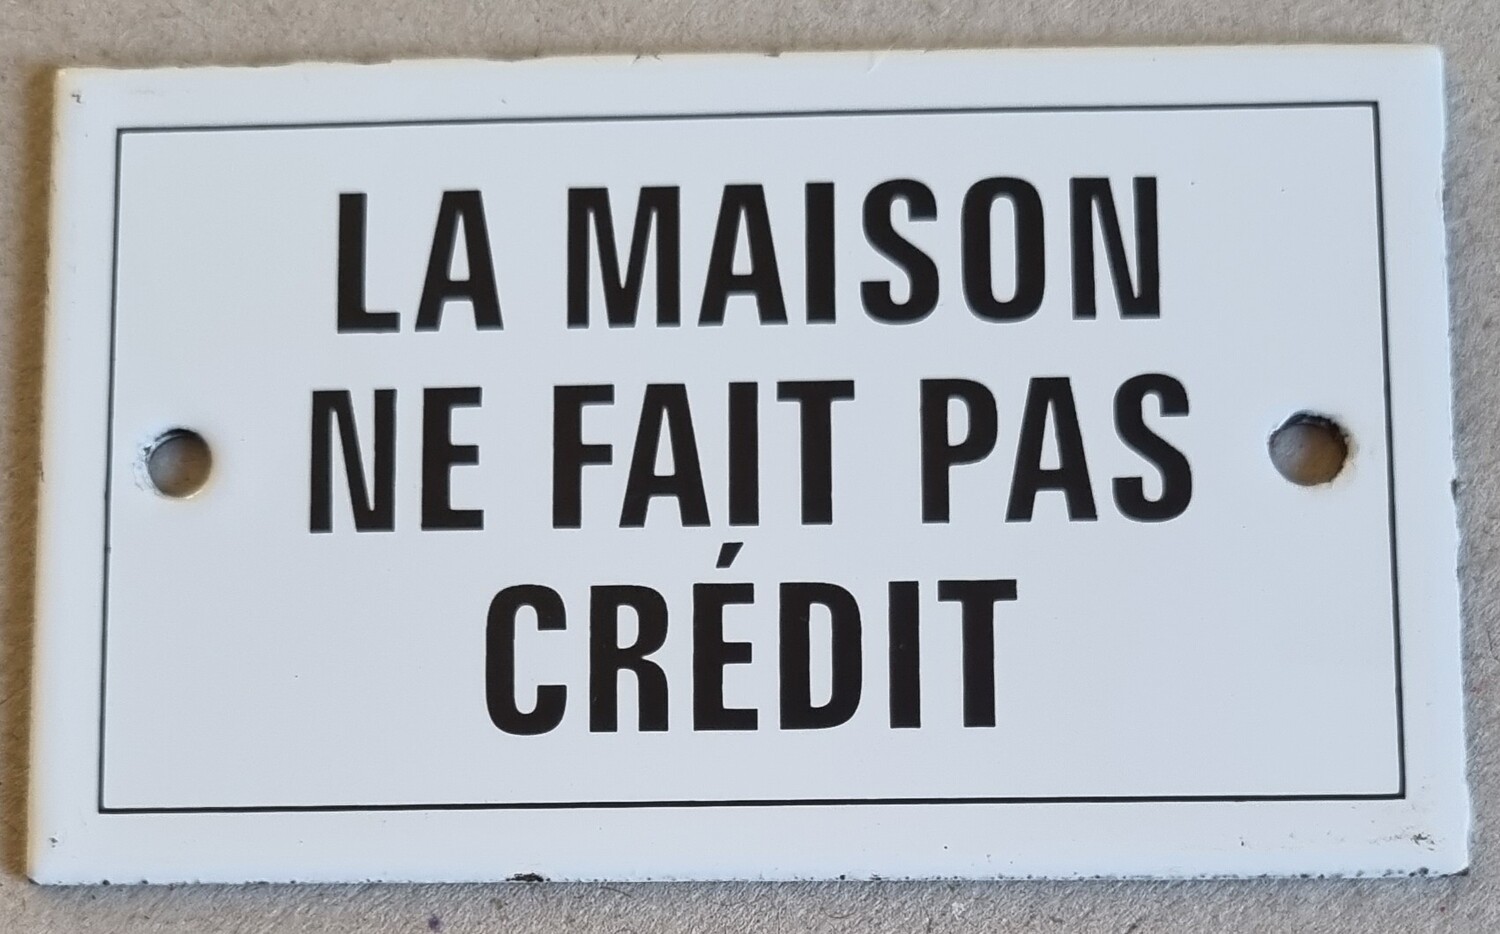 LA MAISON
NE FAIT PAS
CRÉDIT